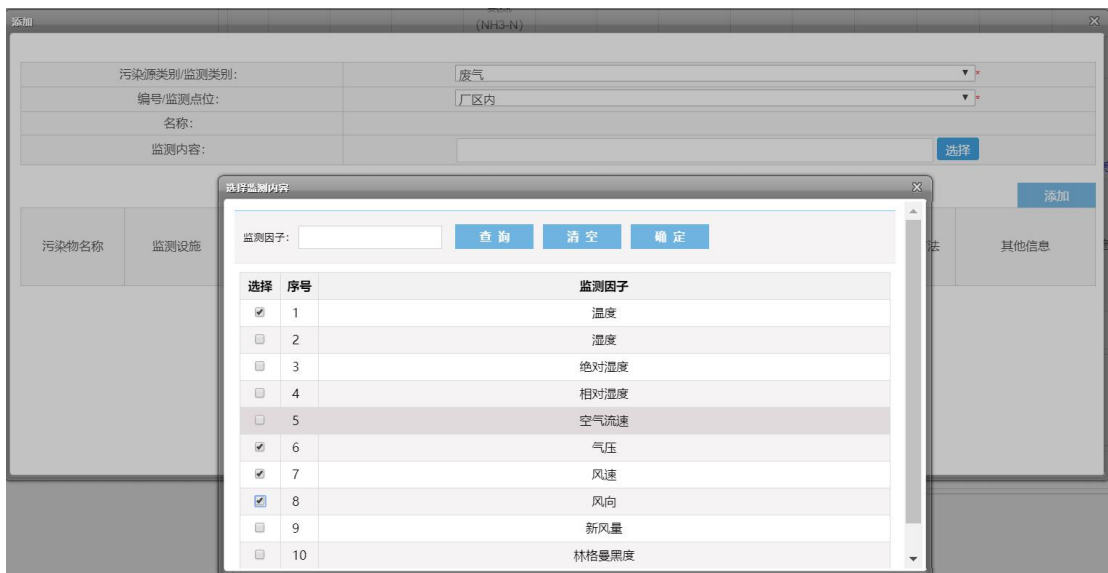 添加
(NH3-N)
污染源类别/监测类别:
废气
*
编号/监测点位:
厂区内
*
名称:
监测内容:
选择
添加
污染物名称
监测设施
法
其他信息
选择监测内容
监测因子:
查 询
清 空
确 定
选择 序号 监测因子
1 温度
2 湿度
3 绝对湿度
4 相对湿度
5 空气流速
6 气压
7 风速
8 风向
9 新风量
10 林格曼黑度